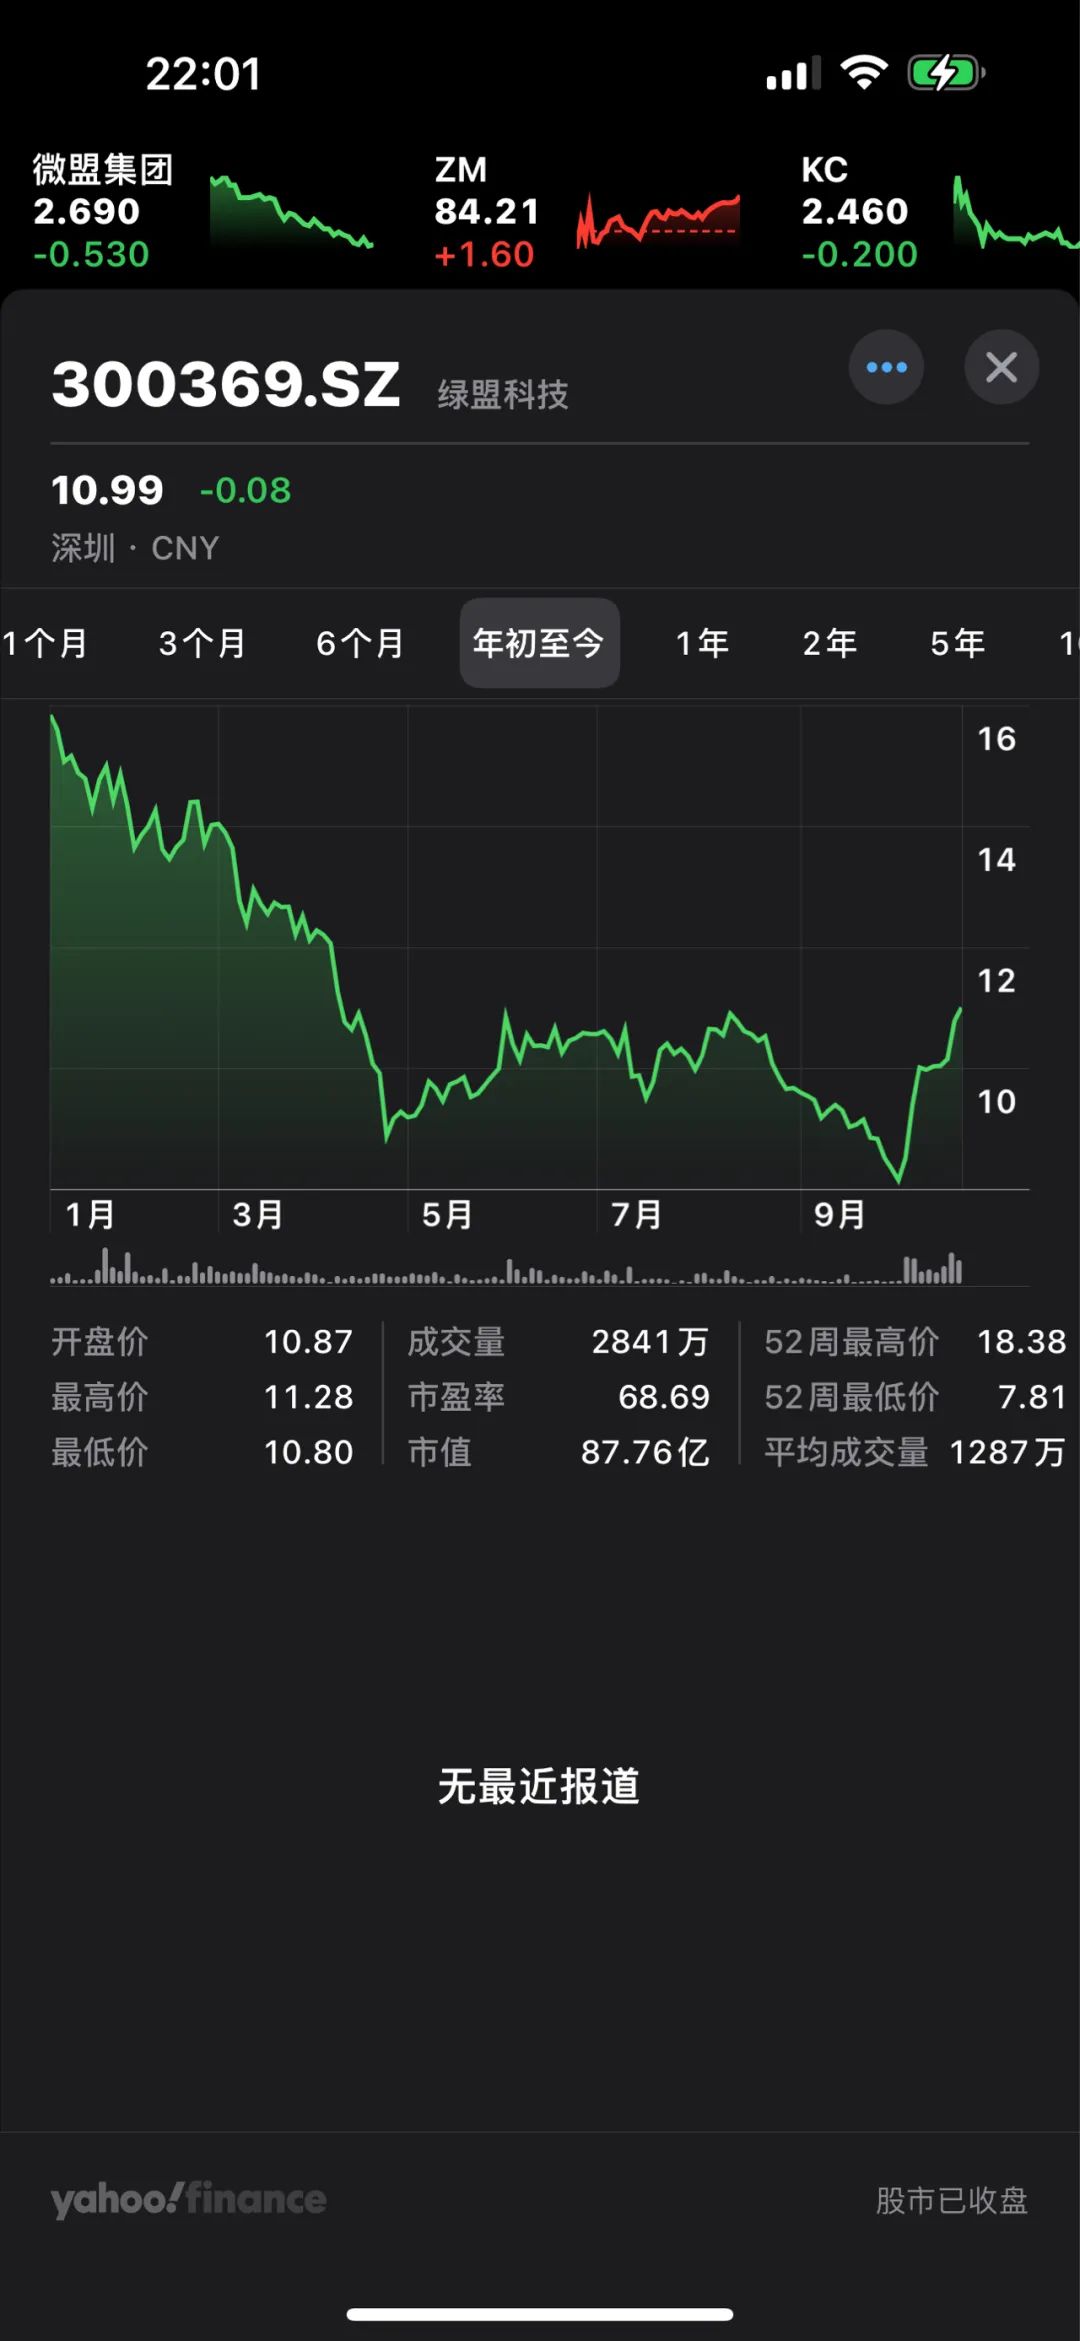 22:01
微盟集团
2.690
-0.530
ZM
84.21
+1.60
KC
2.460
-0.200
300369.SZ 绿盟科技
10.99 -0.08
深圳 · CNY
1个月 3个月 6个月 年初至今 1年 2年 5年 1
16
14
12
10
1月 3月 5月 7月 9月
开盘价 10.87 成交量 2841万 52周最高价 18.38
最高价 11.28 市盈率 68.69 52周最低价 7.81
最低价 10.80 市值 87.76亿 平均成交量 1287万
无最近报道
yahoo!finance 股市已收盘